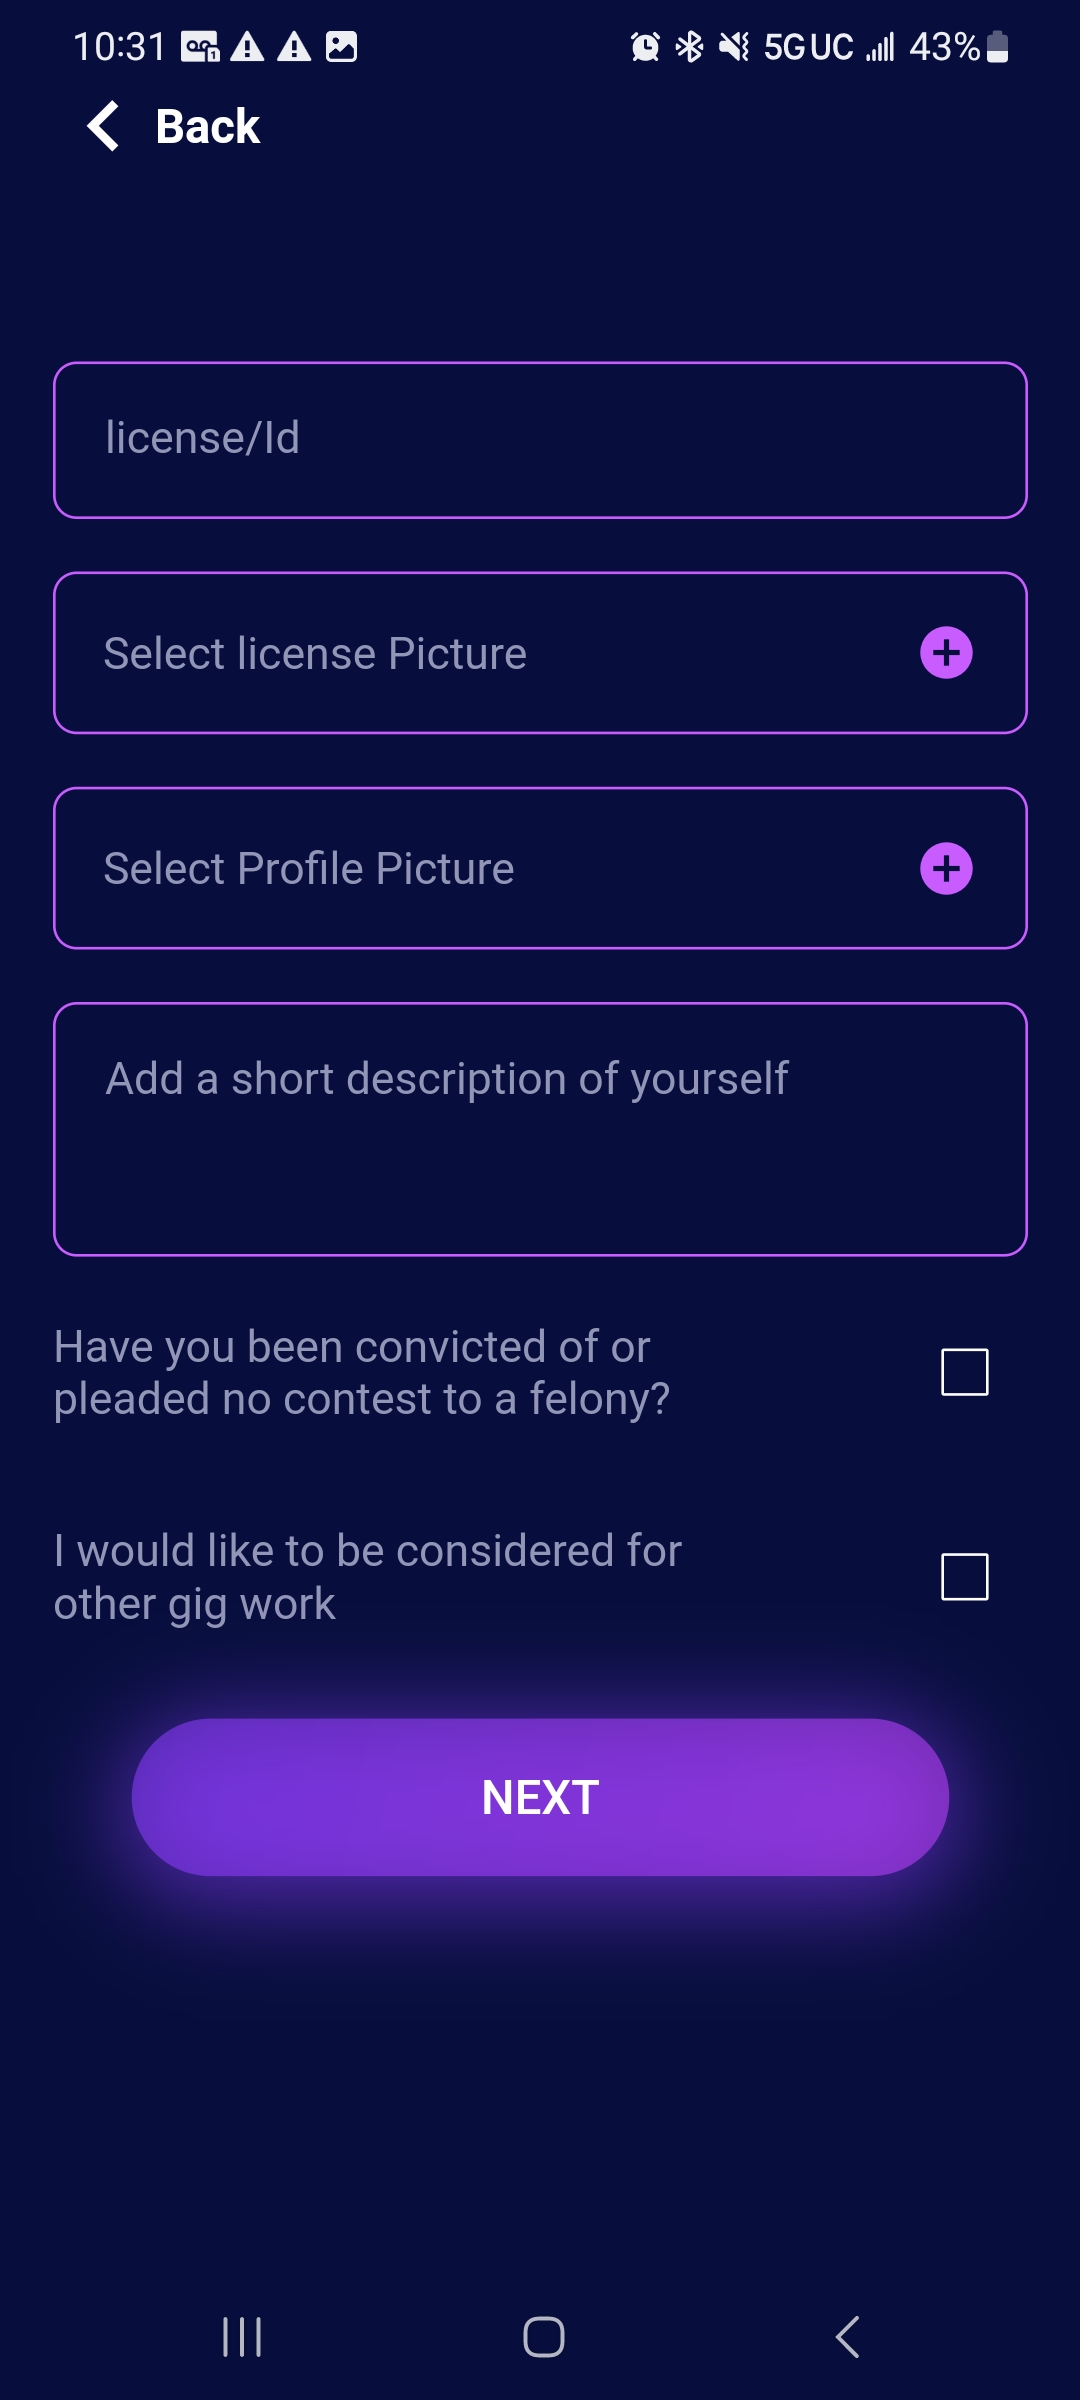 10:31 5G UC 43%
Back
license/Id
Select license Picture
Select Profile Picture
Add a short description of yourself
Have you been convicted of or
pleaded no contest to a felony?
I would like to be considered for
other gig work
NEXT